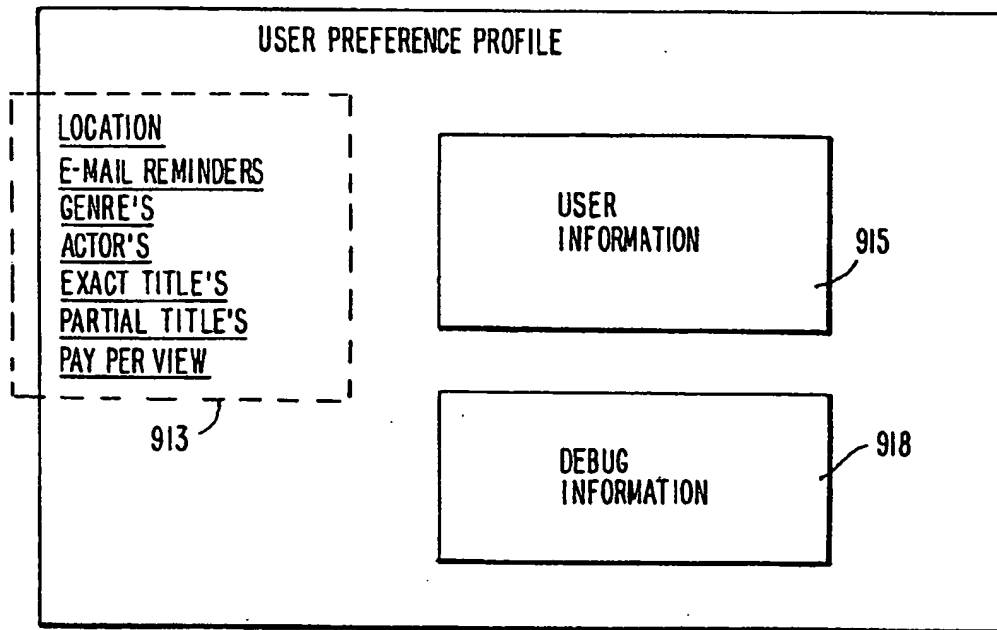 USER PREFERENCE PROFILE
LOCATION
E-MAIL REMINDERS
GENRE'S
ACTOR'S
EXACT TITLE'S
PARTIAL TITLE'S
PAY PER VIEW
913
USER
INFORMATION
915
DEBUG
INFORMATION
918